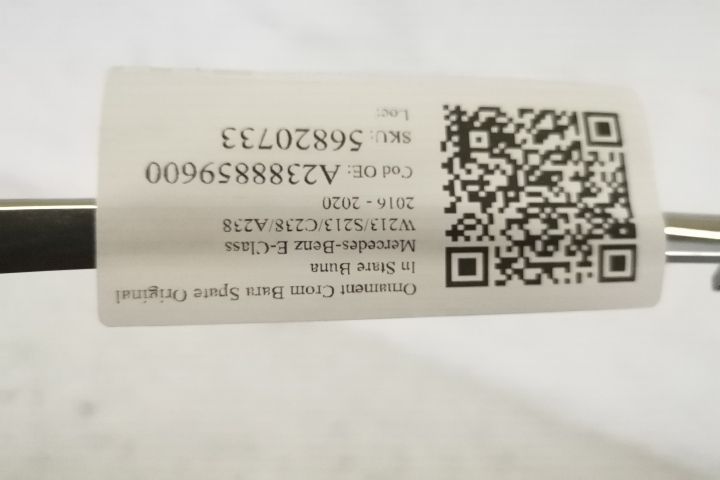 Ornament Crom Bara Spate Original
In Stare Buna
Mercedes-Benz E-Class
W213/S213/C238/A238
2016 - 2020
Cod OE: A2388859600
SKU: 56820733
Loc: